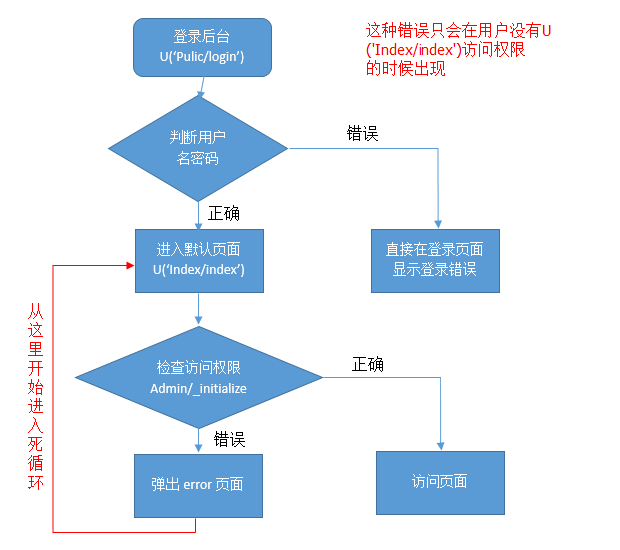 登录后台
U(‘Pulic/login’)
这种错误只会在用户没有U
('Index/index')访问权限
的时候出现
判断用户
名密码
错误
正确
进入默认页面
U(‘Index/index’)
直接在登录页面
显示登录错误
从这里开始进入死循环
检查访问权限
Admin/_initialize
正确
错误
弹出 error 页面
访问页面